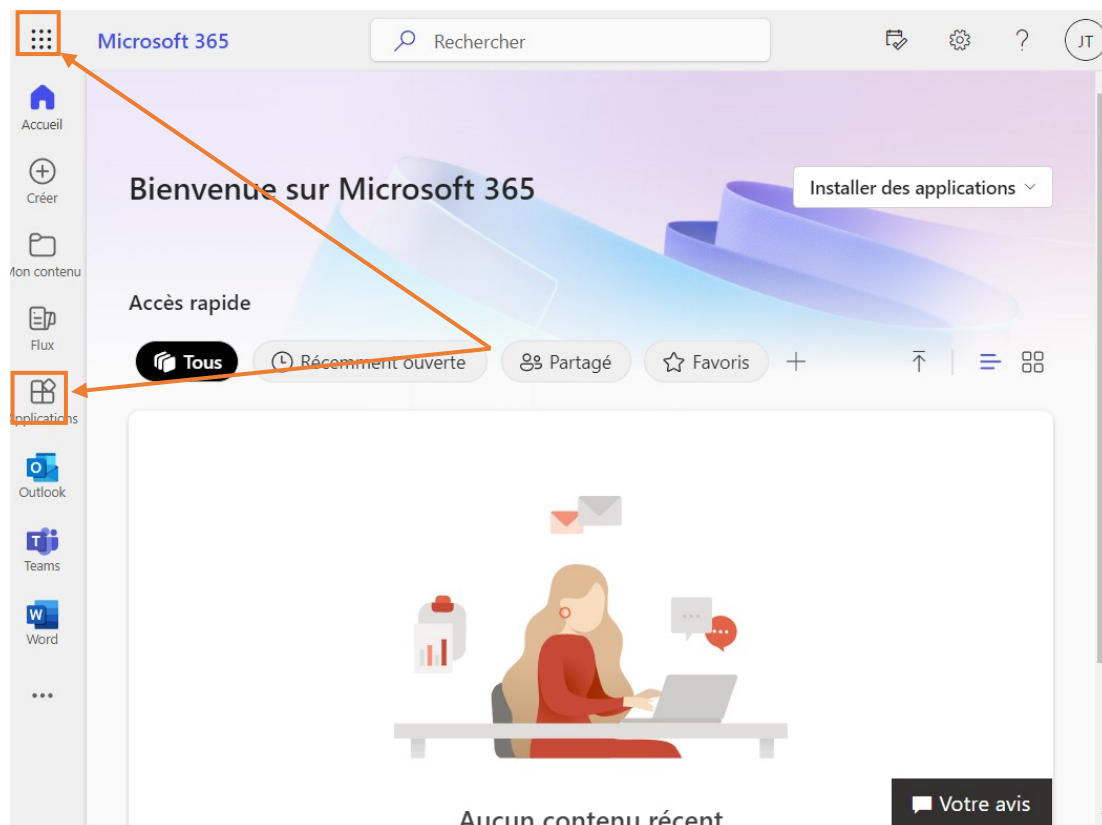 Microsoft 365
Rechercher
JT
Accueil
Créer
Mon contenu
Flux
Applications
Outlook
Teams
Word
Bienvenue sur Microsoft 365
Installer des applications
Accès rapide
Tous
Récemment ouverte
Partagé
Favoris
Aucun contenu récent
Votre avis